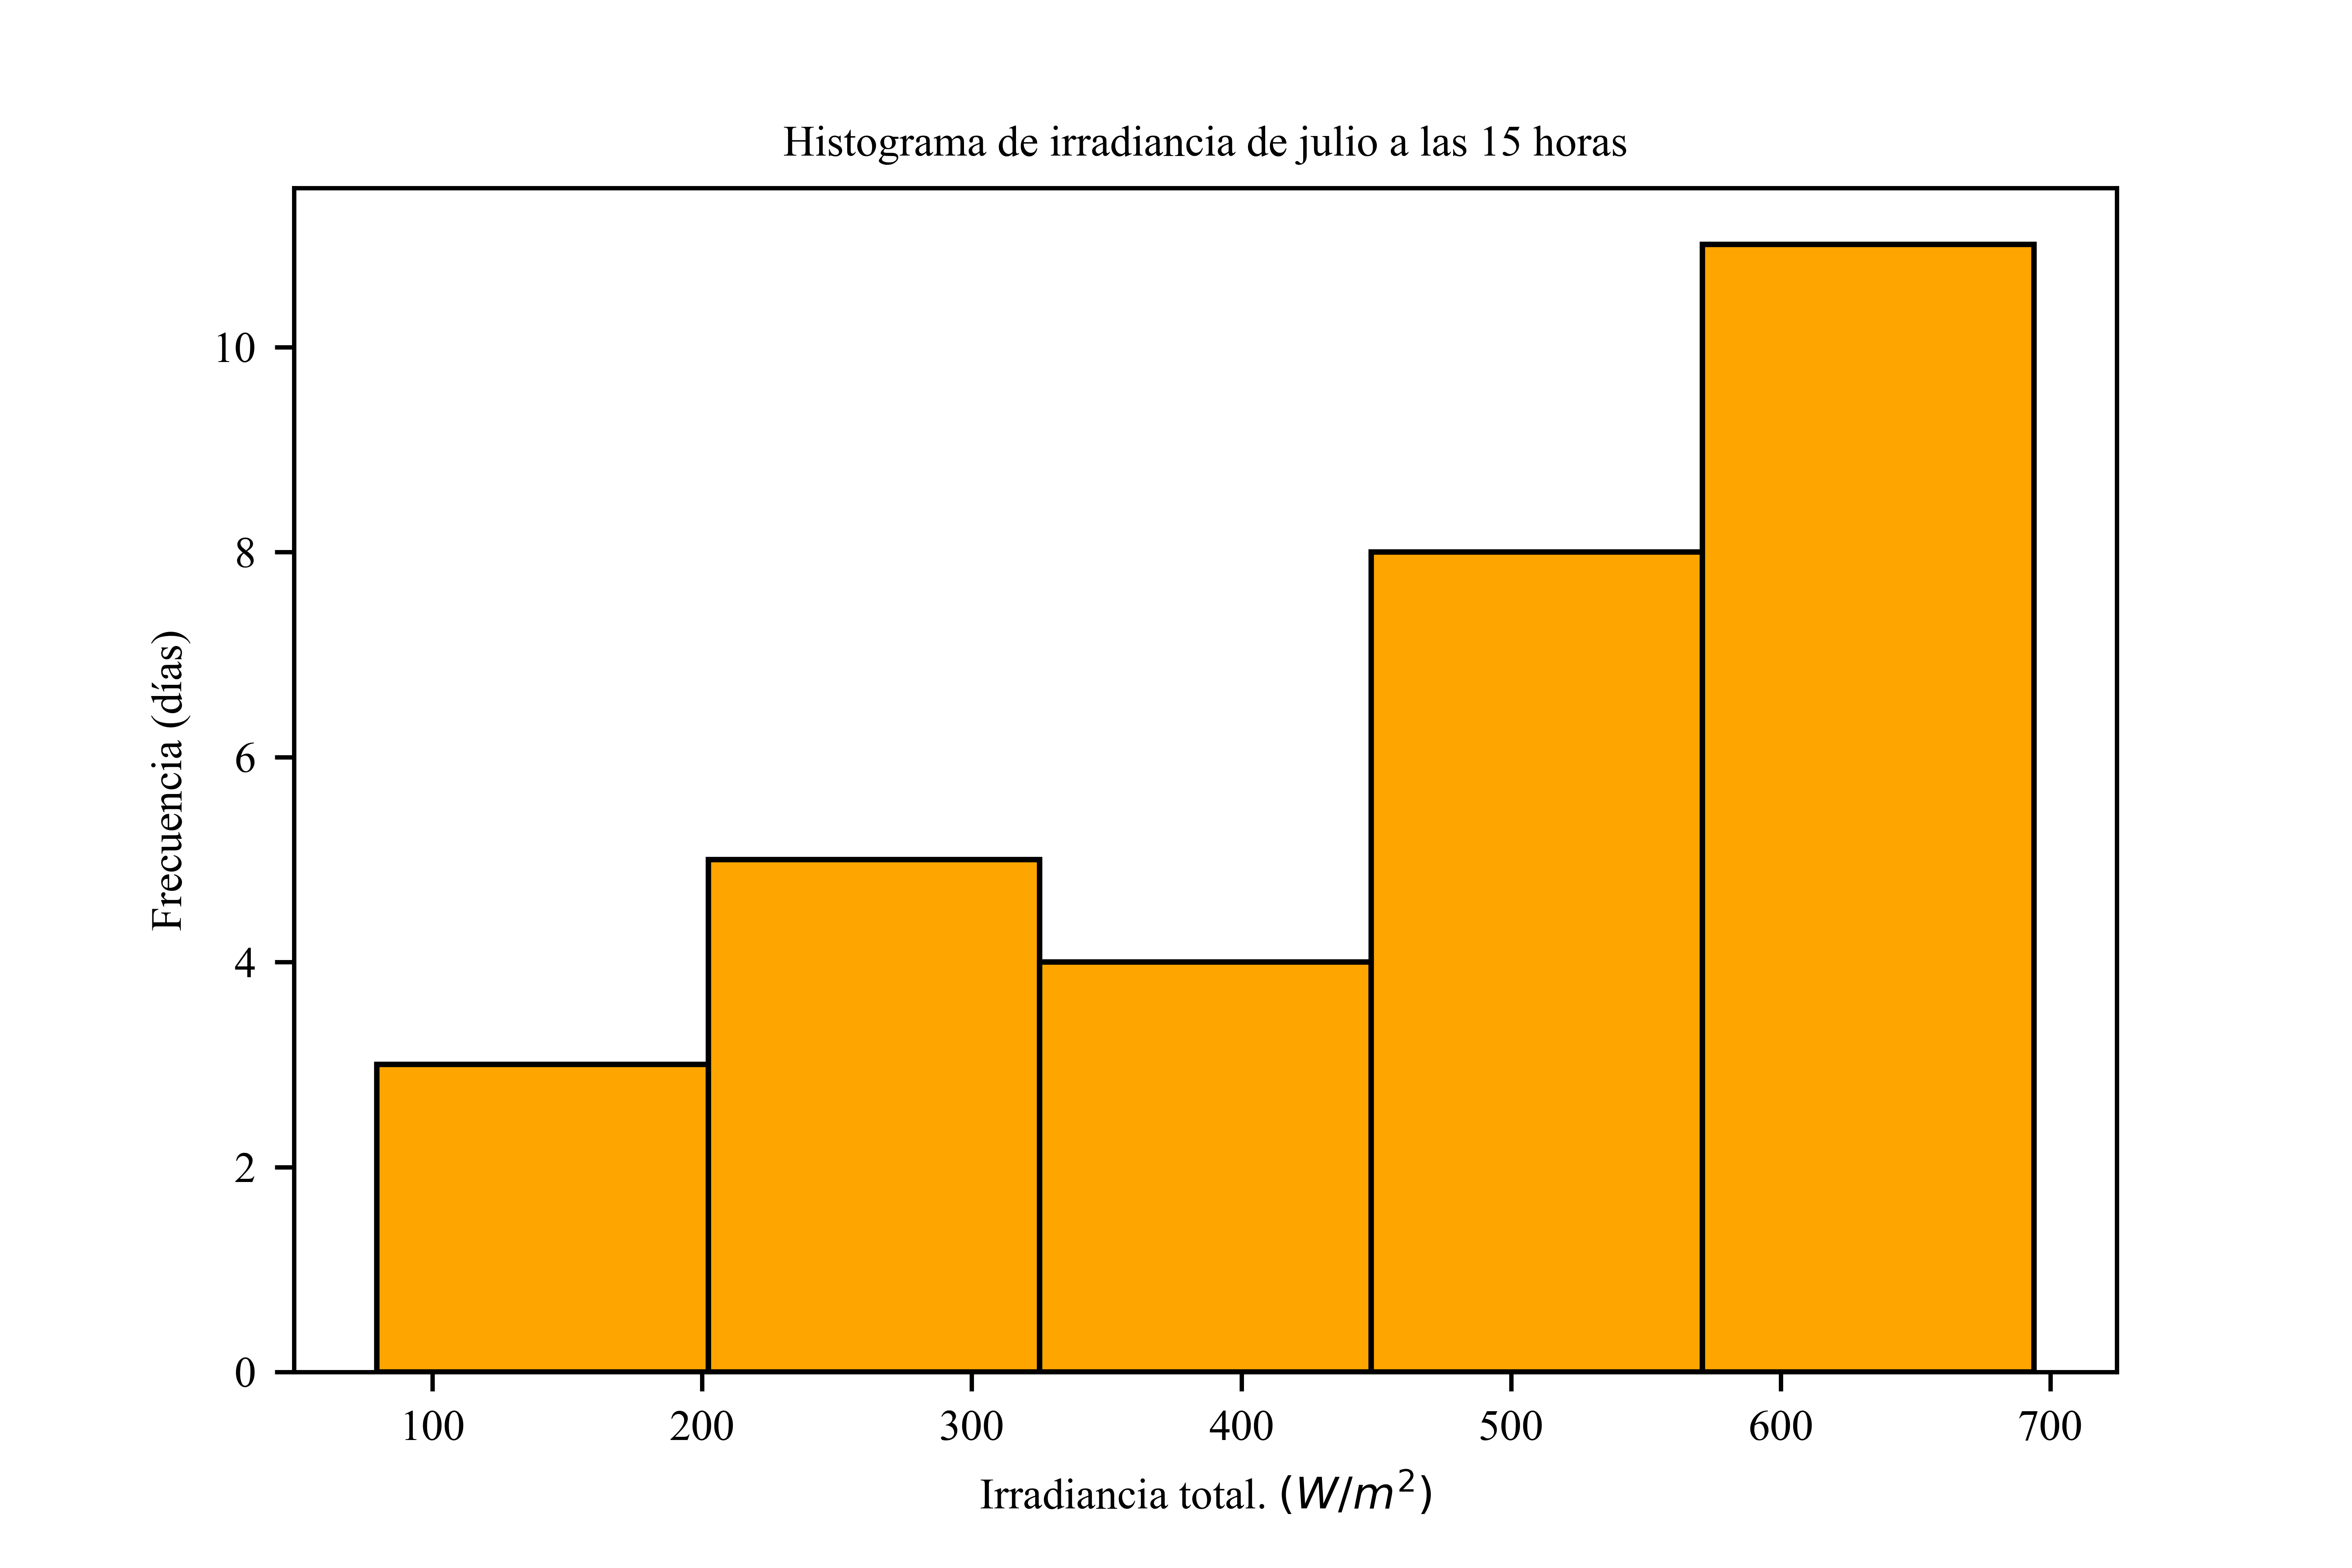 Histograma de irradiancia de julio a las 15 horas
Frecuencia (días)
10
8
6
4
2
0
100 200 300 400 500 600 700
Irradiancia total. (W/m²)